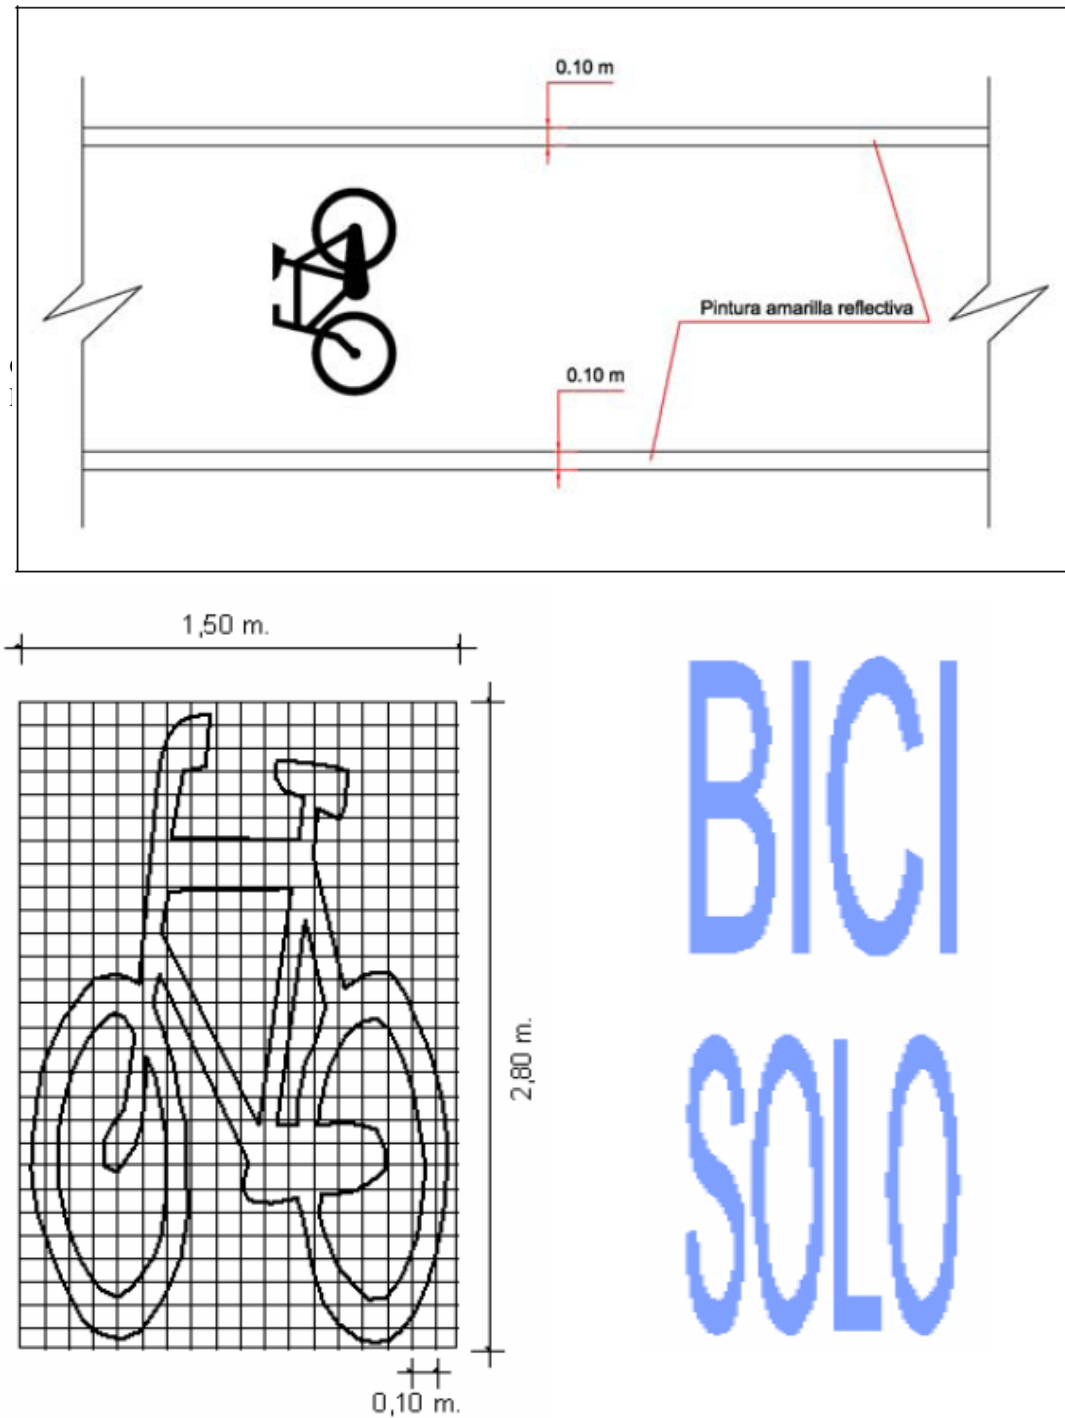 0.10 m
Pintura amarilla reflectiva
0.10 m
1,50 m.
BICI
2,80 m.
SOLO
0,10 m.